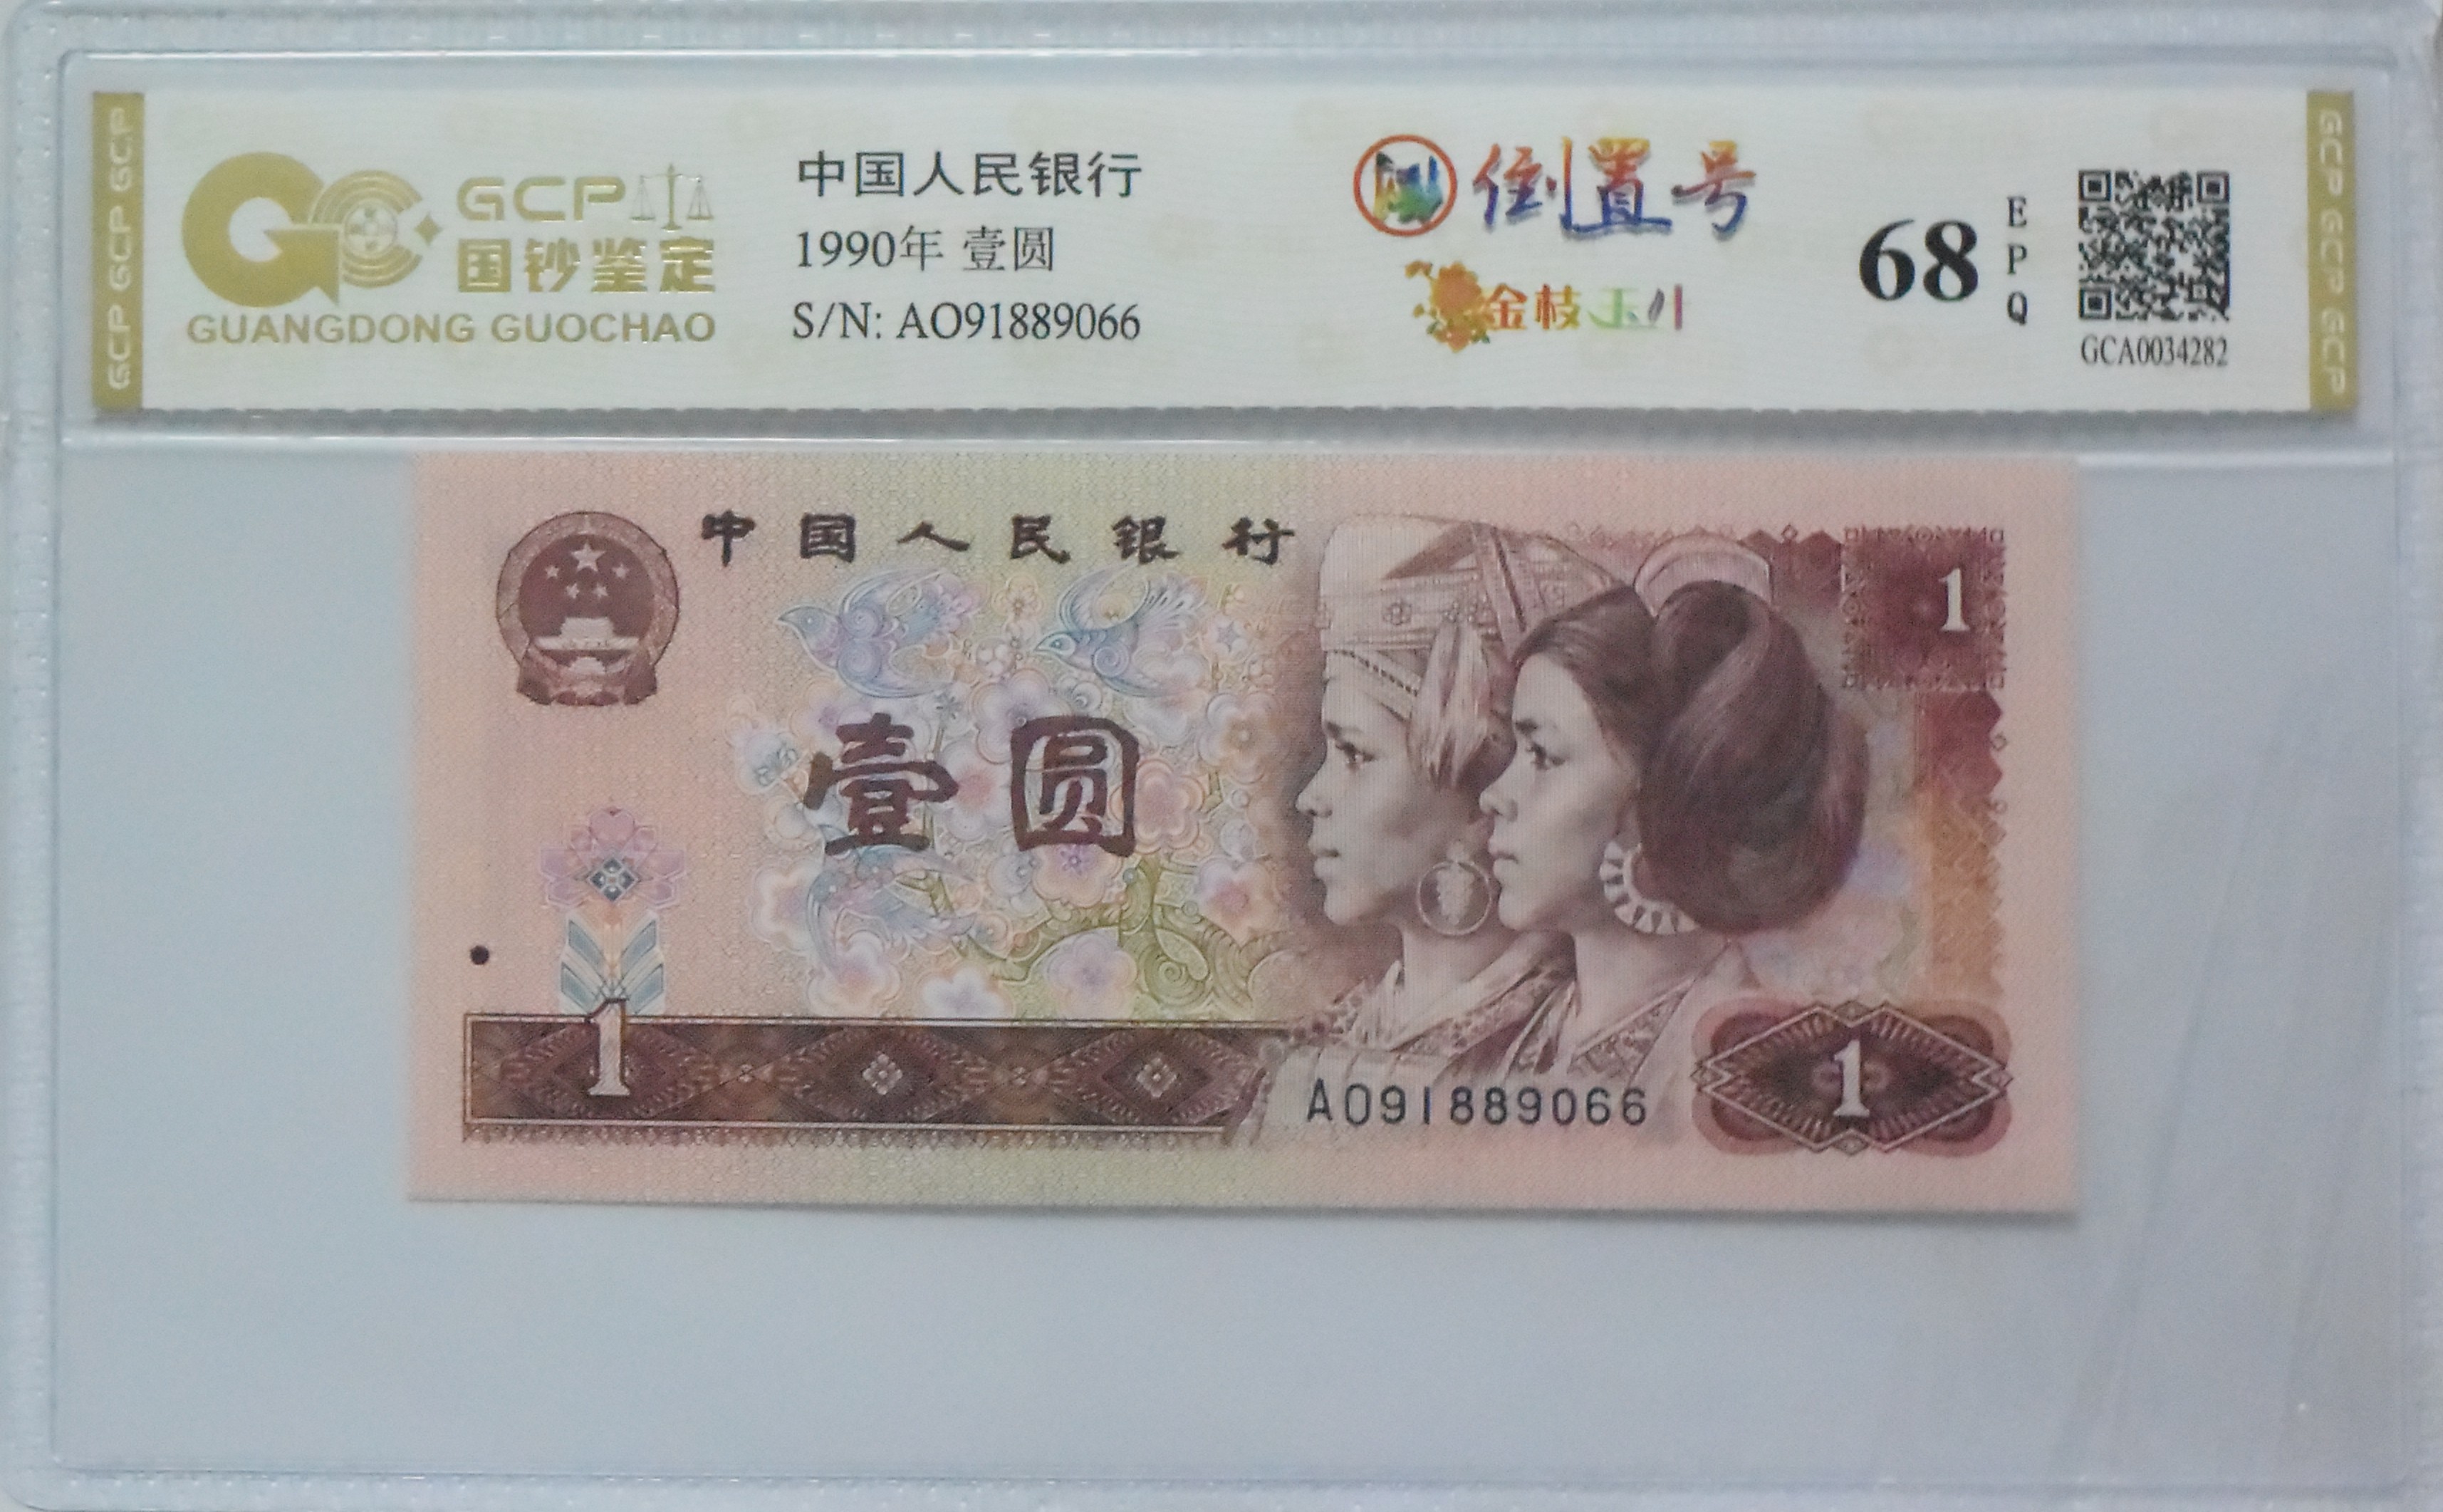 GCP GCP GCP
GCP
国钞鉴定
GUANGDONG GUOCHAO
中国人民银行
1990年 壹圆
S/N: AO91889066
倒置号
金枝玉
68
EPQ
GCA0034282
GCP GCP GCP
中国人民银行
1
壹圆
1
AO91889066
1